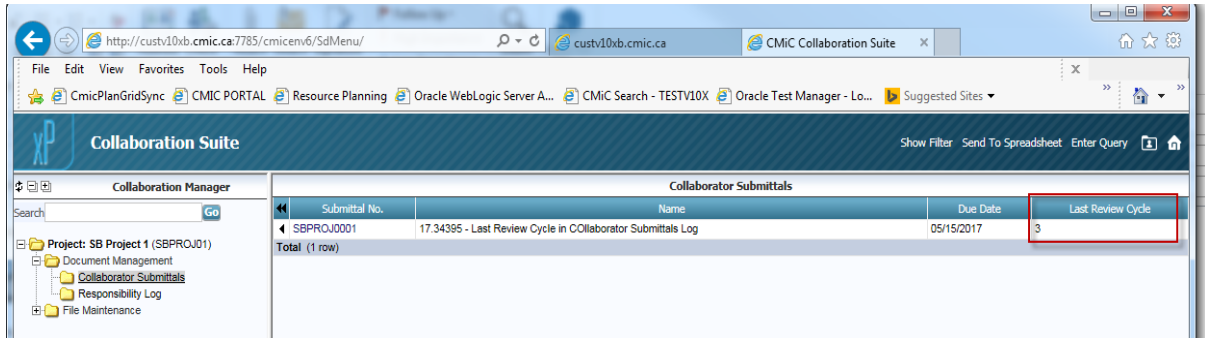 http://custv10xb.cmic.ca:7785/cmicenv6/SdMenu/
custv10xb.cmic.ca
CMiC Collaboration Suite
File Edit View Favorites Tools Help
CmicPlanGridSync CMIC PORTAL Resource Planning Oracle WebLogic Server A... CMiC Search - TESTV10X Oracle Test Manager - Lo... Suggested Sites
xP Collaboration Suite Show Filter Send To Spreadsheet Enter Query
Collaboration Manager Collaborator Submittals
Search Go Submittal No. Name Due Date Last Review Cycle
SBPROJ0001 17.34395 - Last Review Cycle in COllaborator Submittals Log 05/15/2017 3
Project: SB Project 1 (SBPROJ01) Total (1 row)
Document Management
Collaborator Submittals
Responsibility Log
File Maintenance